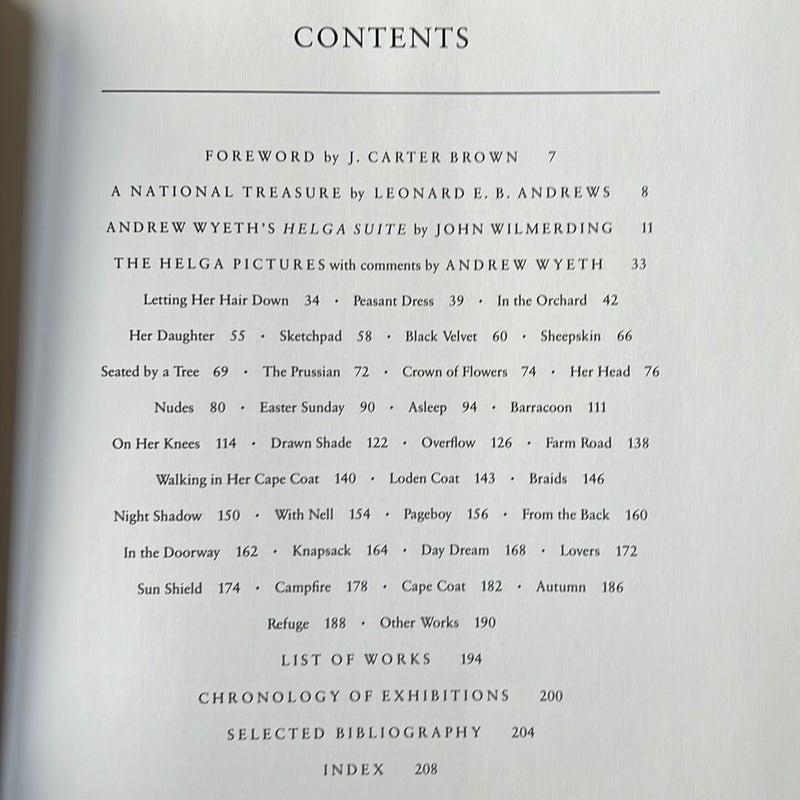 CONTENTS
FOREWORD by J. CARTER BROWN 7
A NATIONAL TREASURE by LEONARD E. B. ANDREWS 8
ANDREW WYETH'S HELGA SUITE by JOHN WILMERDING 11
THE HELGA PICTURES with comments by ANDREW WYETH 33
Letting Her Hair Down 34 · Peasant Dress 39 · In the Orchard 42
Her Daughter 55 · Sketchpad 58 · Black Velvet 60 · Sheepskin 66
Seated by a Tree 69 · The Prussian 72 · Crown of Flowers 74 · Her Head 76
Nudes 80 · Easter Sunday 90 · Asleep 94 · Barracoon 111
On Her Knees 114 · Drawn Shade 122 · Overflow 126 · Farm Road 138
Walking in Her Cape Coat 140 · Loden Coat 143 · Braids 146
Night Shadow 150 · With Nell 154 · Pageboy 156 · From the Back 160
In the Doorway 162 · Knapsack 164 · Day Dream 168 · Lovers 172
Sun Shield 174 · Campfire 178 · Cape Coat 182 · Autumn 186
Refuge 188 · Other Works 190
LIST OF WORKS 194
CHRONOLOGY OF EXHIBITIONS 200
SELECTED BIBLIOGRAPHY 204
INDEX 208